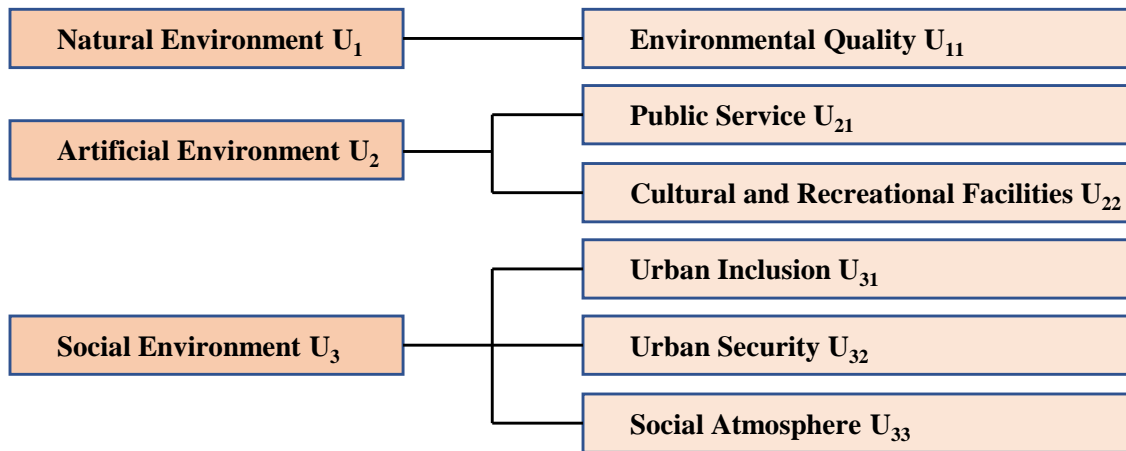 Natural Environment U₁
Environmental Quality U₁₁
Artificial Environment U₂
Public Service U₂₁
Cultural and Recreational Facilities U₂₂
Social Environment U₃
Urban Inclusion U₃₁
Urban Security U₃₂
Social Atmosphere U₃₃